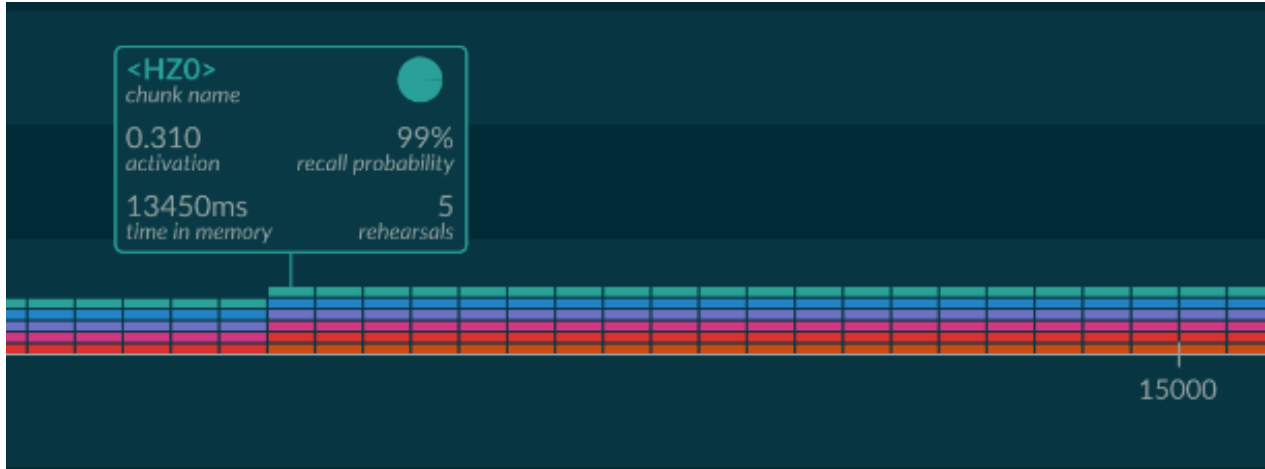 <HZ0>
chunk name
0.310 99%
activation recall probability
13450ms 5
time in memory rehearsals
15000